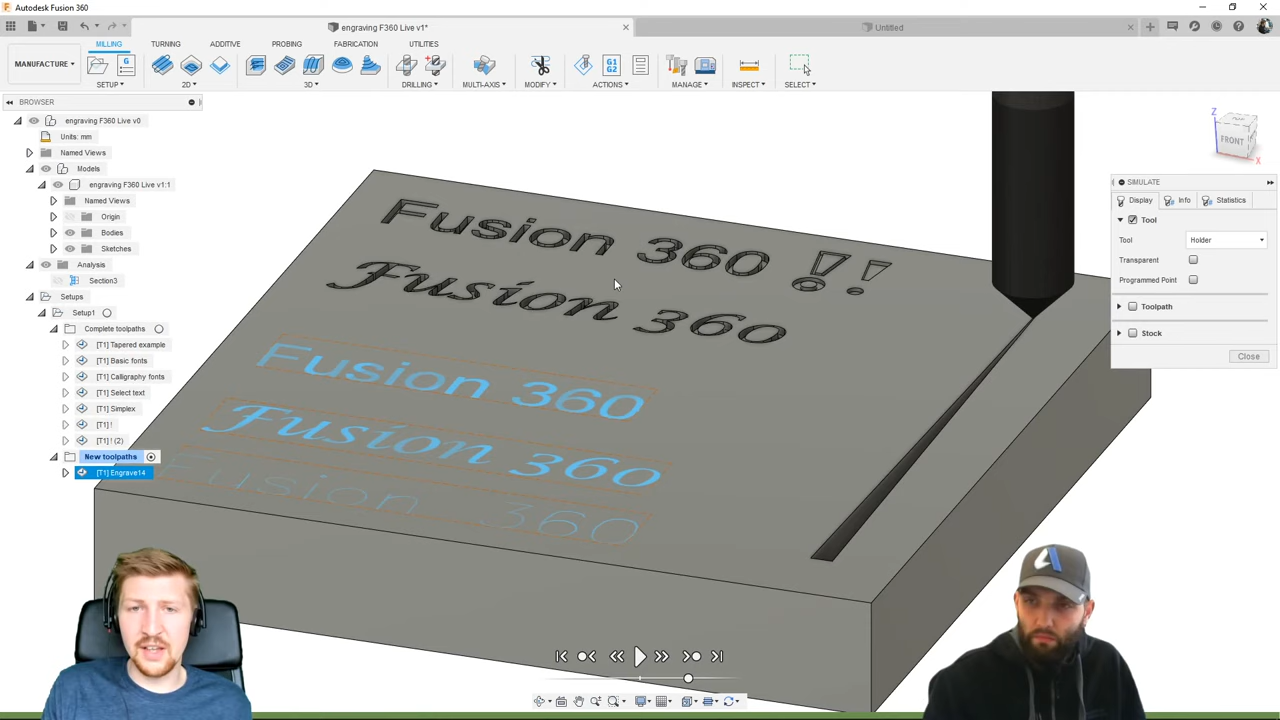 Autodesk Fusion 360
engraving F360 Live v1*
Untitled
MANUFACTURE
MILLING
TURNING
ADDITIVE
PROBING
FABRICATION
UTILITIES
G
G1
G2
SETUP
2D
3D
DRILLING
MULTI-AXIS
MODIFY
ACTIONS
MANAGE
INSPECT
SELECT
BROWSER
engraving F360 Live v0
Units: mm
Named Views
Models
engraving F360 Live v1:1
Named Views
Origin
Bodies
Sketches
Analysis
Section3
Setups
Setup1
Complete toolpaths
[T1] Tapered example
[T1] Basic fonts
[T1] Calligraphy fonts
[T1] Select text
[T1] Simplex
[T1] !
[T1] ! (2)
New toolpaths
[T1] Engrave14
Fusion 360 !!
Fusion 360
Fusion 360
Fusion 360
Fusion 360
Z
FRONT
X
SIMULATE
Display
Info
Statistics
Tool
Tool
Holder
Transparent
Programmed Point
Toolpath
Stock
Close